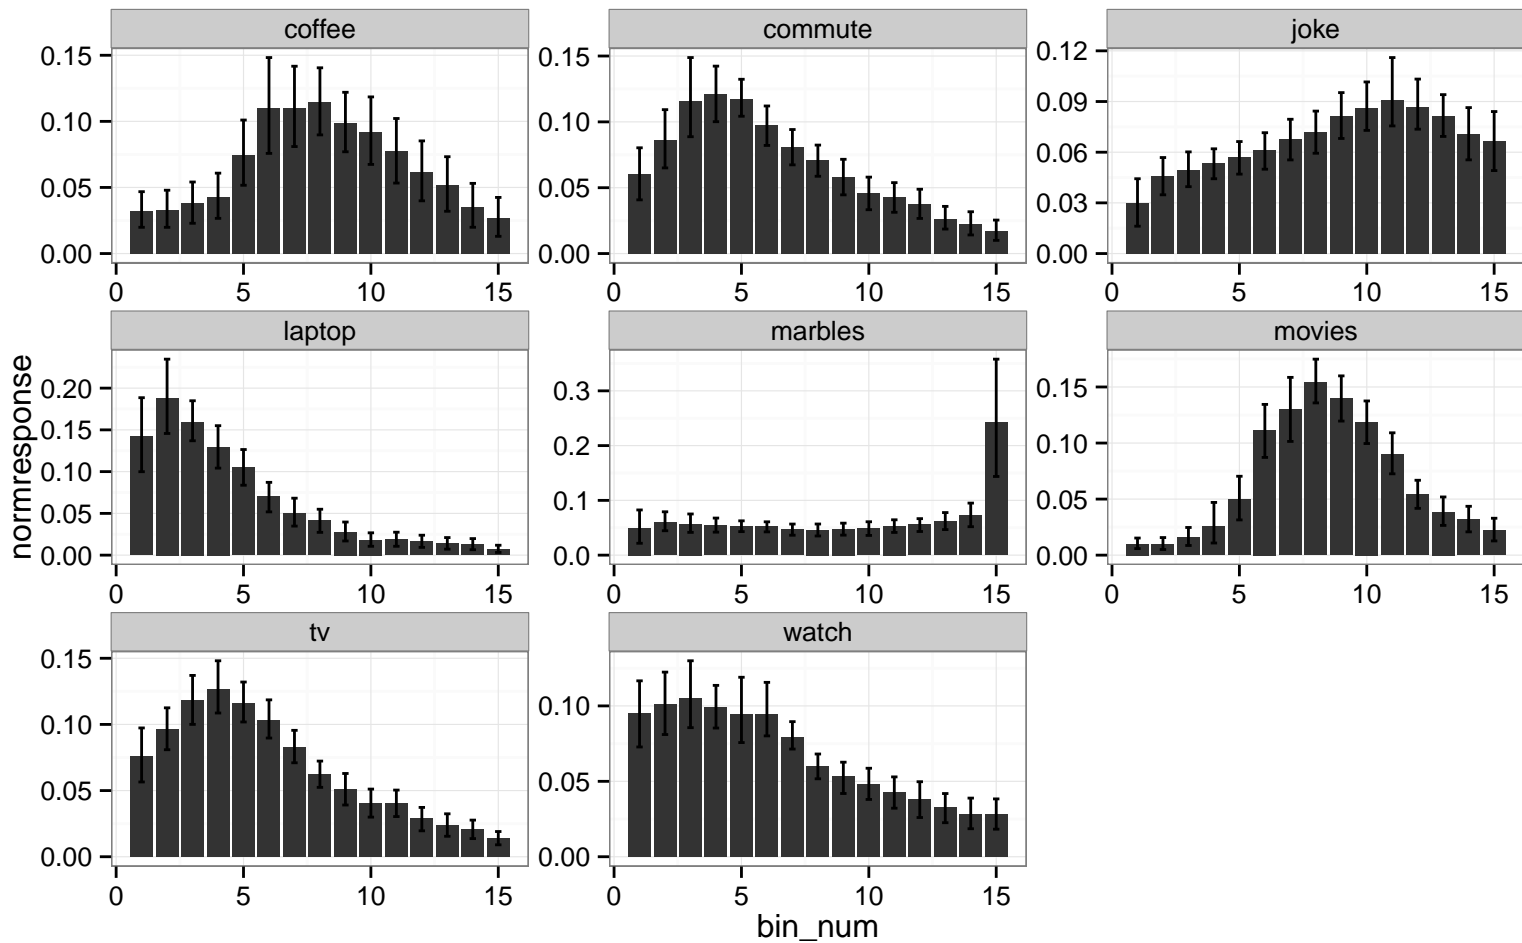 coffee commute joke
0.15 0.15 0.12
0.10 0.10 0.09
0.05 0.05 0.06
0.00 0.00 0.03
0.00
0 5 10 15 0 5 10 15 0 5 10 15
laptop marbles movies
0.20 0.3 0.15
0.15 0.2 0.10
0.10 0.1 0.05
0.05 0.0 0.00
0.00
0 5 10 15 0 5 10 15 0 5 10 15
normresponse
tv watch
0.15 0.10
0.10 0.05
0.05 0.00
0.00
0 5 10 15 0 5 10 15
bin_num